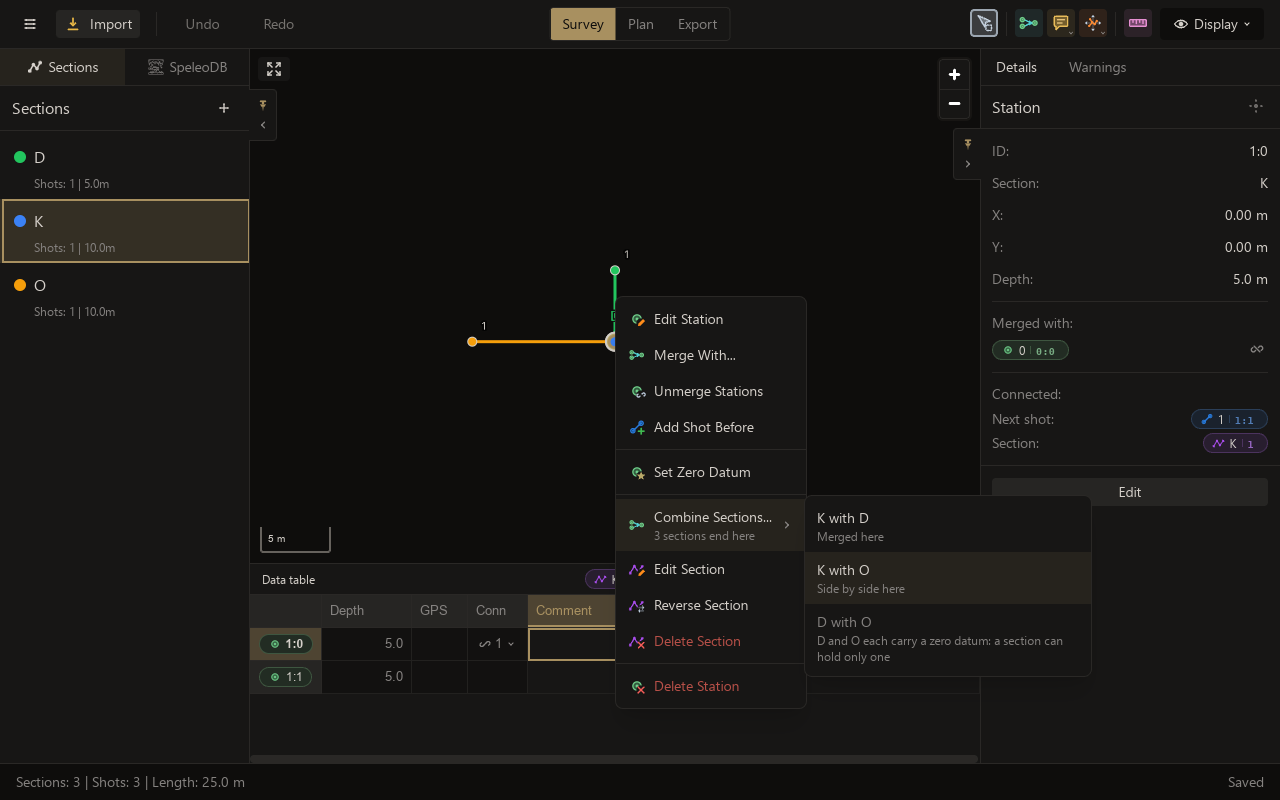 Import
Undo
Redo
Survey
Plan
Export
Display
Sections
SpeleoDB
Details
Warnings
Sections
D
Shots: 1 | 5.0m
K
Shots: 1 | 10.0m
O
Shots: 1 | 10.0m
1
1
5 m
Edit Station
Merge With...
Unmerge Stations
Add Shot Before
Set Zero Datum
Combine Sections...
3 sections end here
Edit Section
Reverse Section
Delete Section
Delete Station
K with D
Merged here
K with O
Side by side here
D with O
D and O each carry a zero datum: a section can
hold only one
Station
ID: 1:0
Section: K
X: 0.00 m
Y: 0.00 m
Depth: 5.0 m
Merged with:
0 0:0
Connected:
Next shot: 1 1:1
Section: K 1
Edit
Data table
Depth GPS Conn Comment
1:0 5.0 1
1:1 5.0
Sections: 3 | Shots: 3 | Length: 25.0 m
Saved